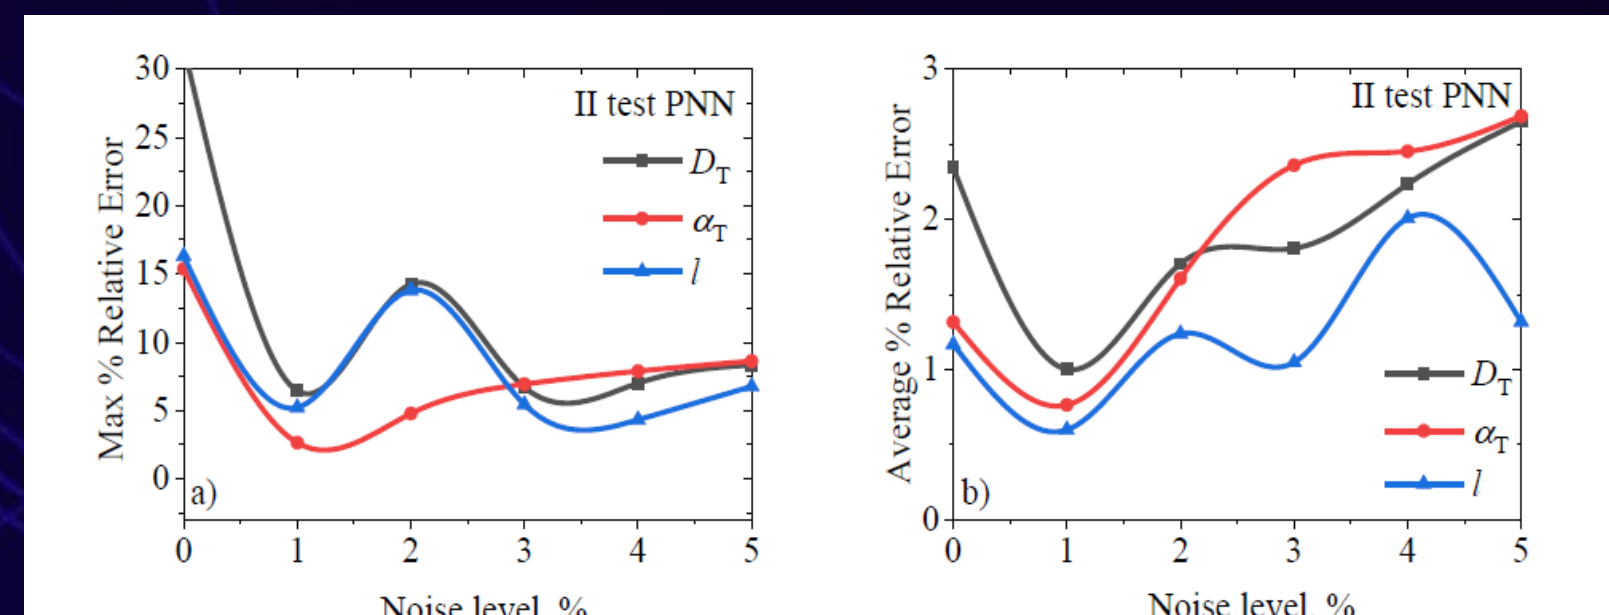 30
25
20
15
10
5
0
Max % Relative Error
II test PNN
D_T
α_T
l
a)
0 1 2 3 4 5
Noise level, %
3
2
1
0
Average % Relative Error
II test PNN
D_T
α_T
l
b)
0 1 2 3 4 5
Noise level, %